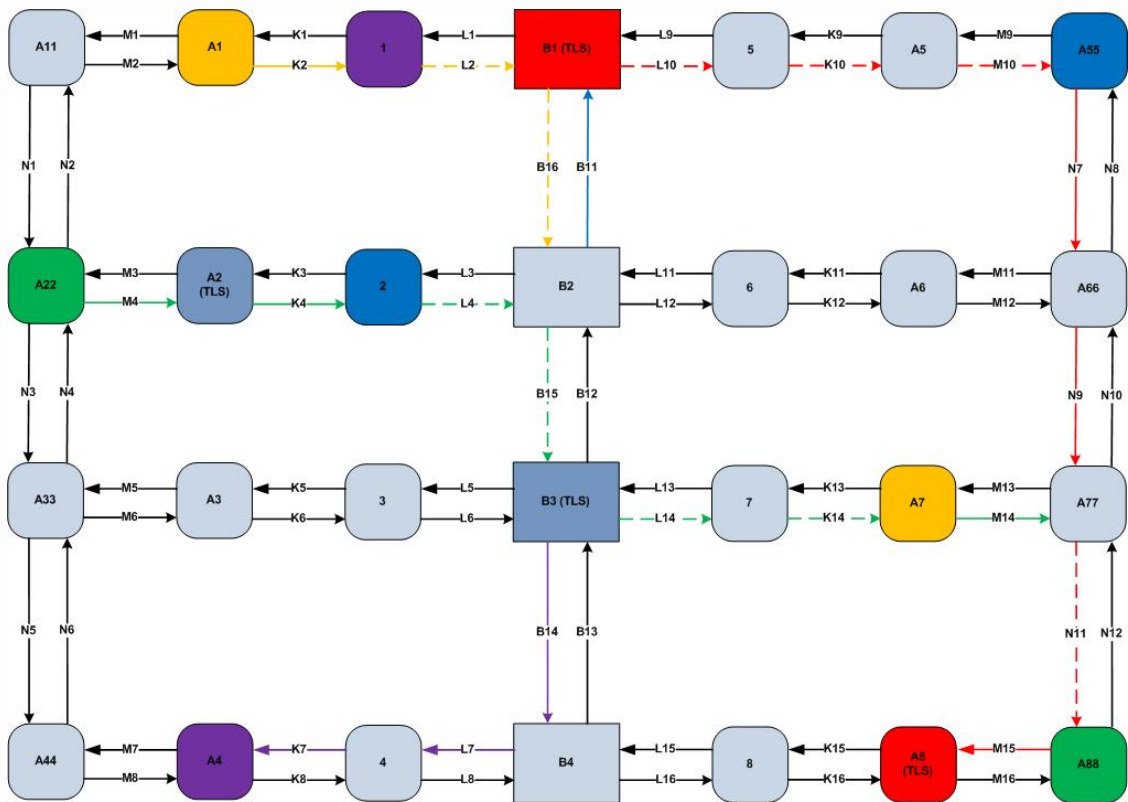 M1
K1
L1
L9
K9
M9
A11
A1
1
B1 (TLS)
5
A5
A55
M2
K2
L2
L10
K10
M10
N1
N2
B16
B11
N7
N8
M3
K3
L3
L11
K11
M11
A22
A2
(TLS)
2
B2
6
A6
A66
M4
K4
L4
L12
K12
M12
N3
N4
B15
B12
N9
N10
M5
K5
L5
L13
K13
M13
A33
A3
3
B3 (TLS)
7
A7
A77
M6
K6
L6
L14
K14
M14
N5
N6
B14
B13
N11
N12
M7
K7
L7
L15
K15
M15
A44
A4
4
B4
8
A8
(TLS)
A88
M8
K8
L8
L16
K16
M16